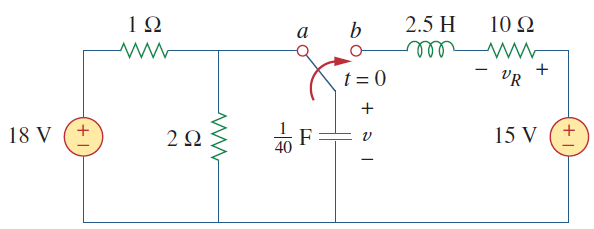 1 Ω a b 2.5 H 10 Ω
t = 0 − v_R +
18 V + − 2 Ω 1/40 F + v − 15 V + −